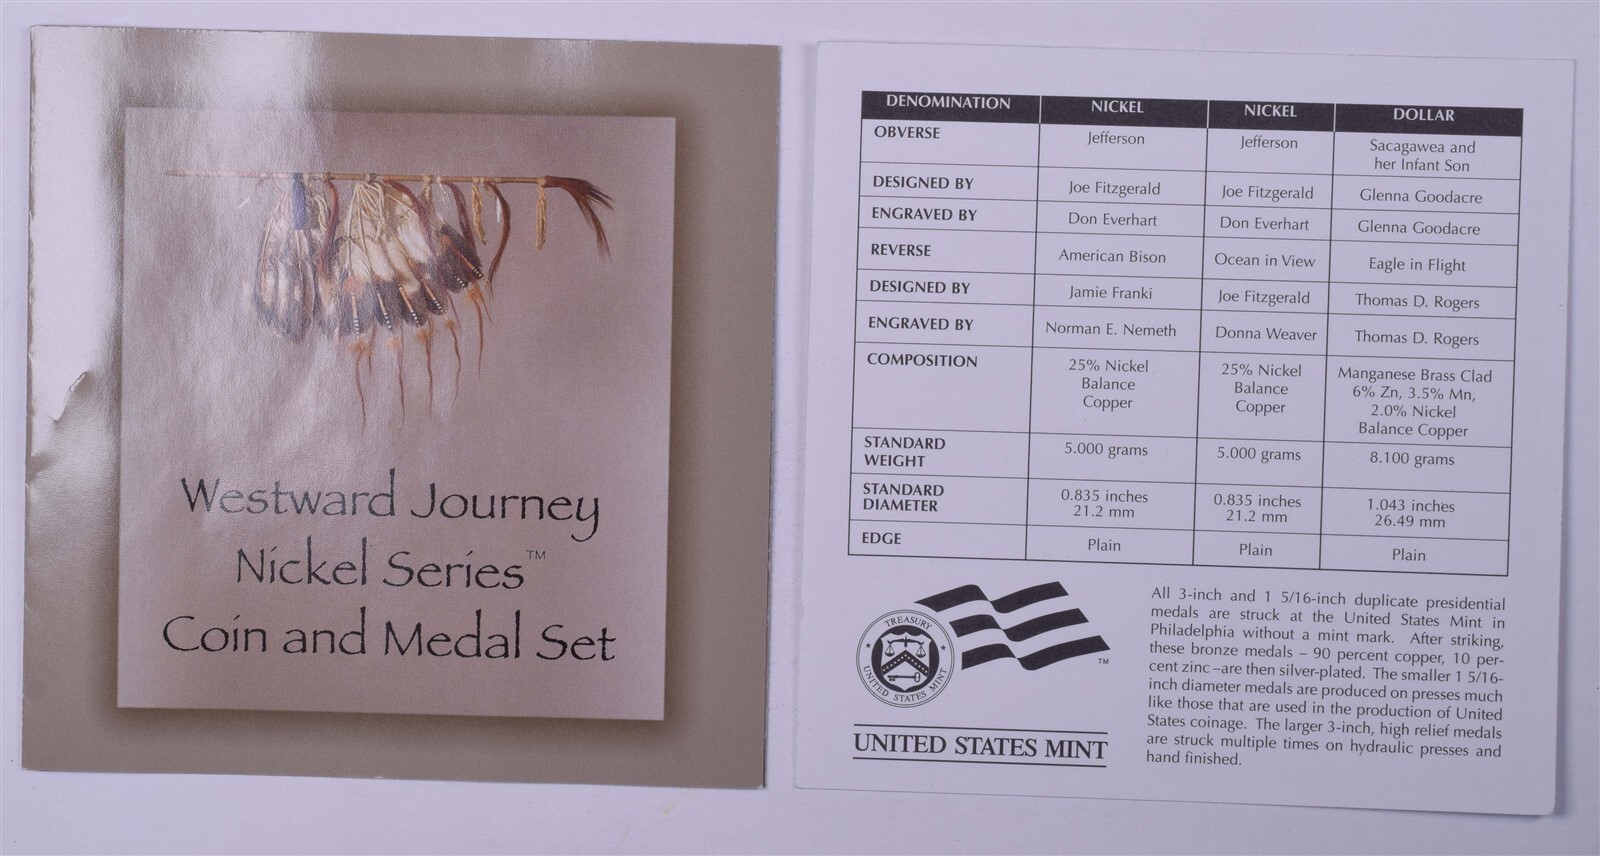 Westward Journey
Nickel Series™
Coin and Medal Set
DENOMINATION NICKEL NICKEL DOLLAR
OBVERSE Jefferson Jefferson Sacagawea and
her Infant Son
DESIGNED BY Joe Fitzgerald Joe Fitzgerald Glenna Goodacre
ENGRAVED BY Don Everhart Don Everhart Glenna Goodacre
REVERSE American Bison Ocean in View Eagle in Flight
DESIGNED BY Jamie Franki Joe Fitzgerald Thomas D. Rogers
ENGRAVED BY Norman E. Nemeth Donna Weaver Thomas D. Rogers
COMPOSITION 25% Nickel 25% Nickel Manganese Brass Clad
Balance Balance 6% Zn, 3.5% Mn,
Copper Copper 2.0% Nickel
Balance Copper
STANDARD 5.000 grams 5.000 grams 8.100 grams
WEIGHT
STANDARD 0.835 inches 0.835 inches 1.043 inches
DIAMETER 21.2 mm 21.2 mm 26.49 mm
EDGE Plain Plain Plain
TREASURY
UNITED STATES MINT
TM
UNITED STATES MINT
All 3-inch and 1 5/16-inch duplicate presidential
medals are struck at the United States Mint in
Philadelphia without a mint mark. After striking,
these bronze medals – 90 percent copper, 10 per-
cent zinc–are then silver-plated. The smaller 1 5/16-
inch diameter medals are produced on presses much
like those that are used in the production of United
States coinage. The larger 3-inch, high relief medals
are struck multiple times on hydraulic presses and
hand finished.